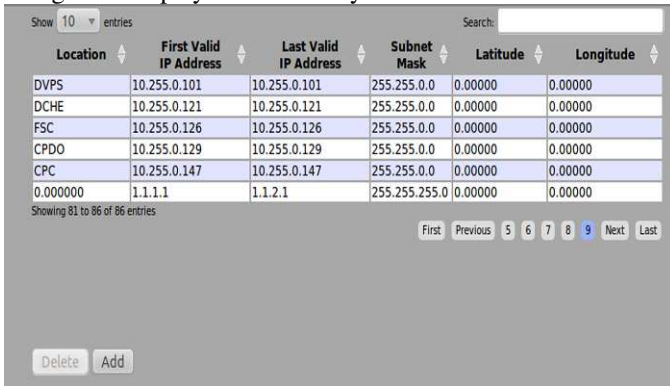 Show 10 entries Search:
Location First Valid IP Address Last Valid IP Address Subnet Mask Latitude Longitude
DVPS 10.255.0.101 10.255.0.101 255.255.0.0 0.00000 0.00000
DCHE 10.255.0.121 10.255.0.121 255.255.0.0 0.00000 0.00000
FSC 10.255.0.126 10.255.0.126 255.255.0.0 0.00000 0.00000
CPDO 10.255.0.129 10.255.0.129 255.255.0.0 0.00000 0.00000
CPC 10.255.0.147 10.255.0.147 255.255.0.0 0.00000 0.00000
0.000000 1.1.1.1 1.1.2.1 255.255.255.0 0.00000 0.00000
Showing 81 to 86 of 86 entries
First Previous 5 6 7 8 9 Next Last
Delete Add